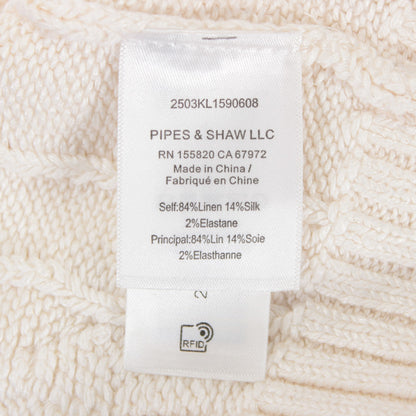 2503KL1590608
PIPES & SHAW LLC
RN 155820 CA 67972
Made in China /
Fabriqué en Chine
Self:84%Linen 14%Silk
2%Elastane
Principal:84%Lin 14%Soie
2%Elasthanne
2
RFID